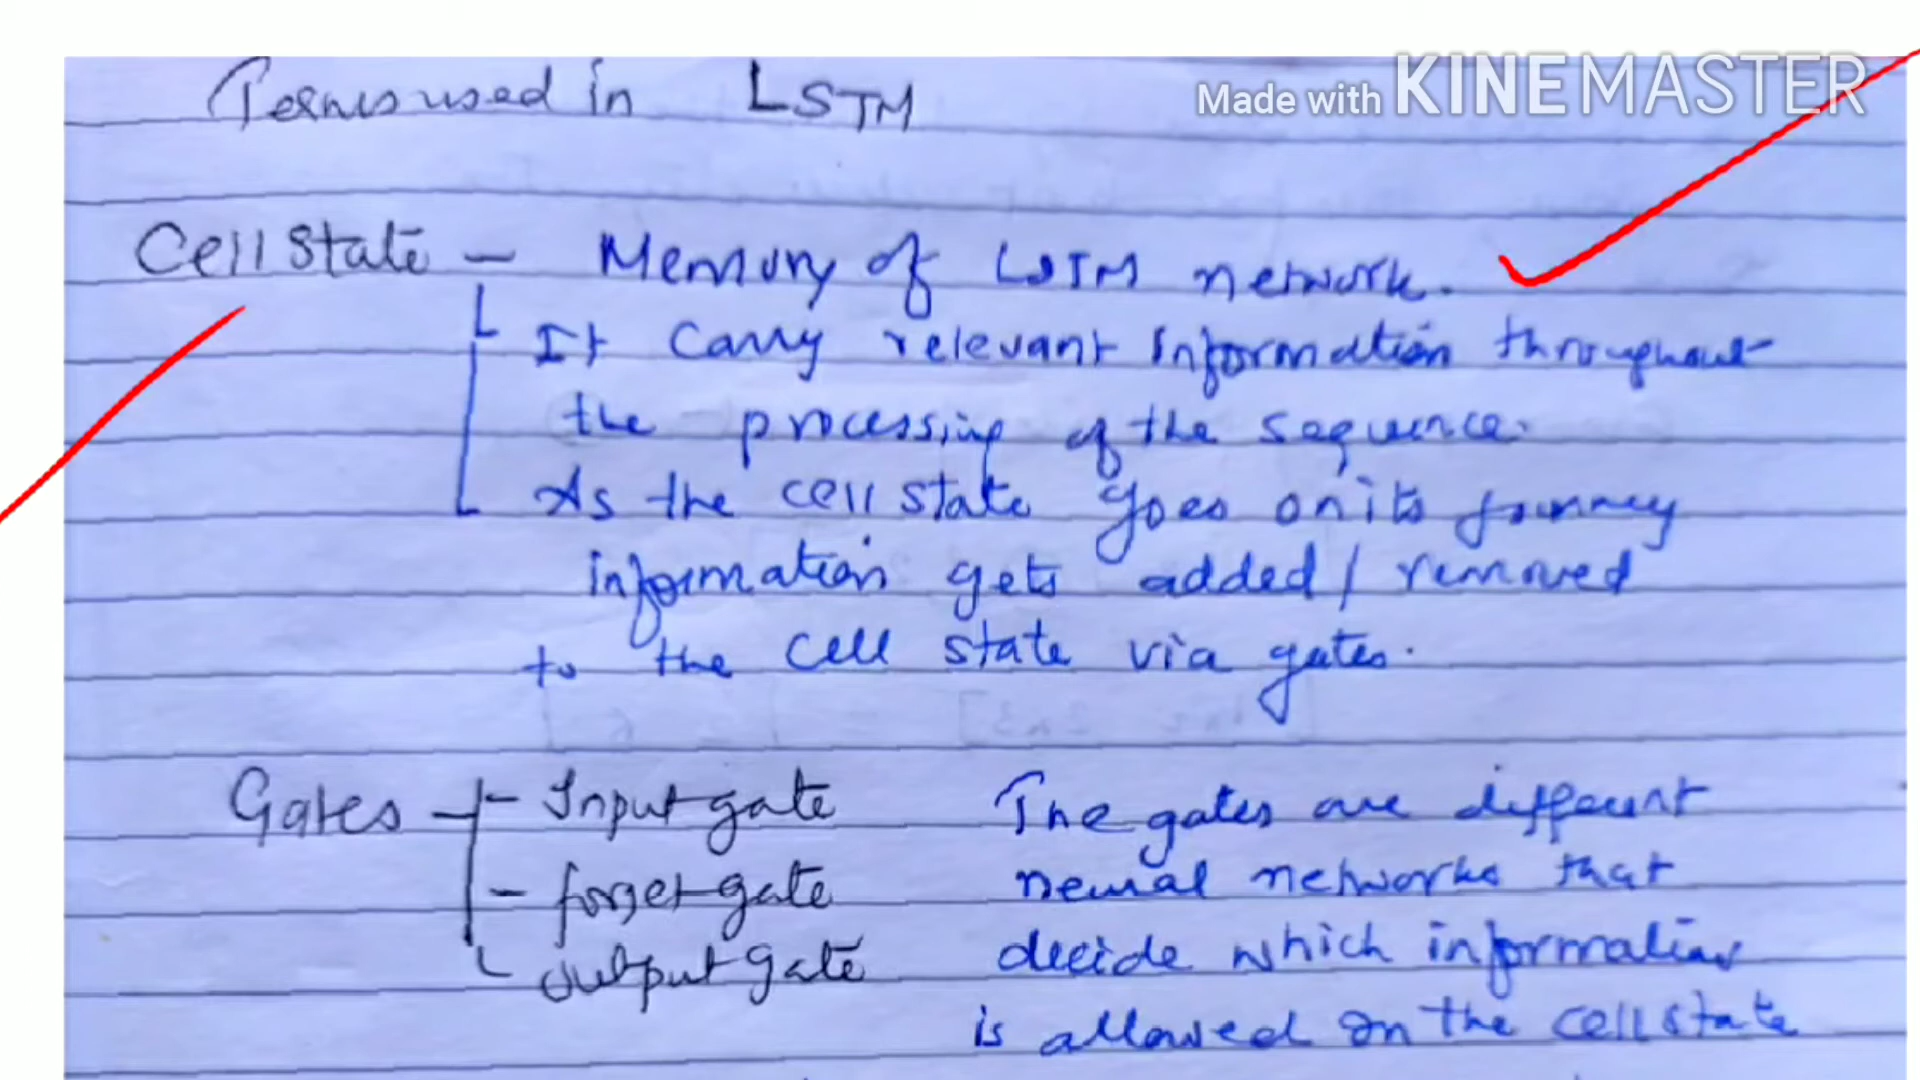 Terms used in LSTM
Made with KINEMASTER
Cell State - Memory of LSTM network.
It carry relevant information throughout
the processing of the sequence.
As the cell state goes on its journey
information gets added / removed
to the cell state via gates.
Gates - Input gate
- forget gate
output gate
The gates are different
neural networks that
decide which information
is allowed on the cell state